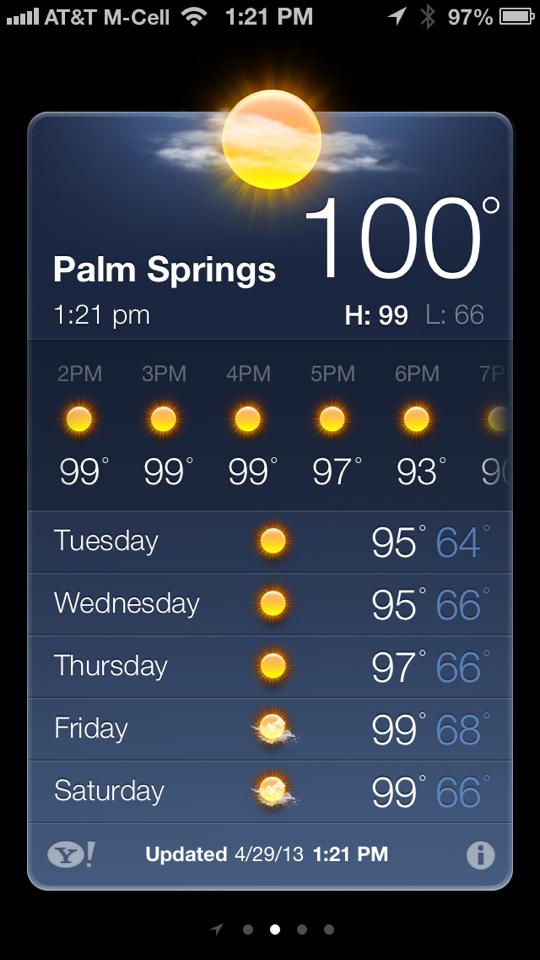 AT&T M-Cell 1:21 PM 97%
100°
Palm Springs
1:21 pm H: 99 L: 66
2PM 3PM 4PM 5PM 6PM 7P
99° 99° 99° 97° 93° 90
Tuesday 95° 64°
Wednesday 95° 66°
Thursday 97° 66°
Friday 99° 68°
Saturday 99° 66°
Y! Updated 4/29/13 1:21 PM i